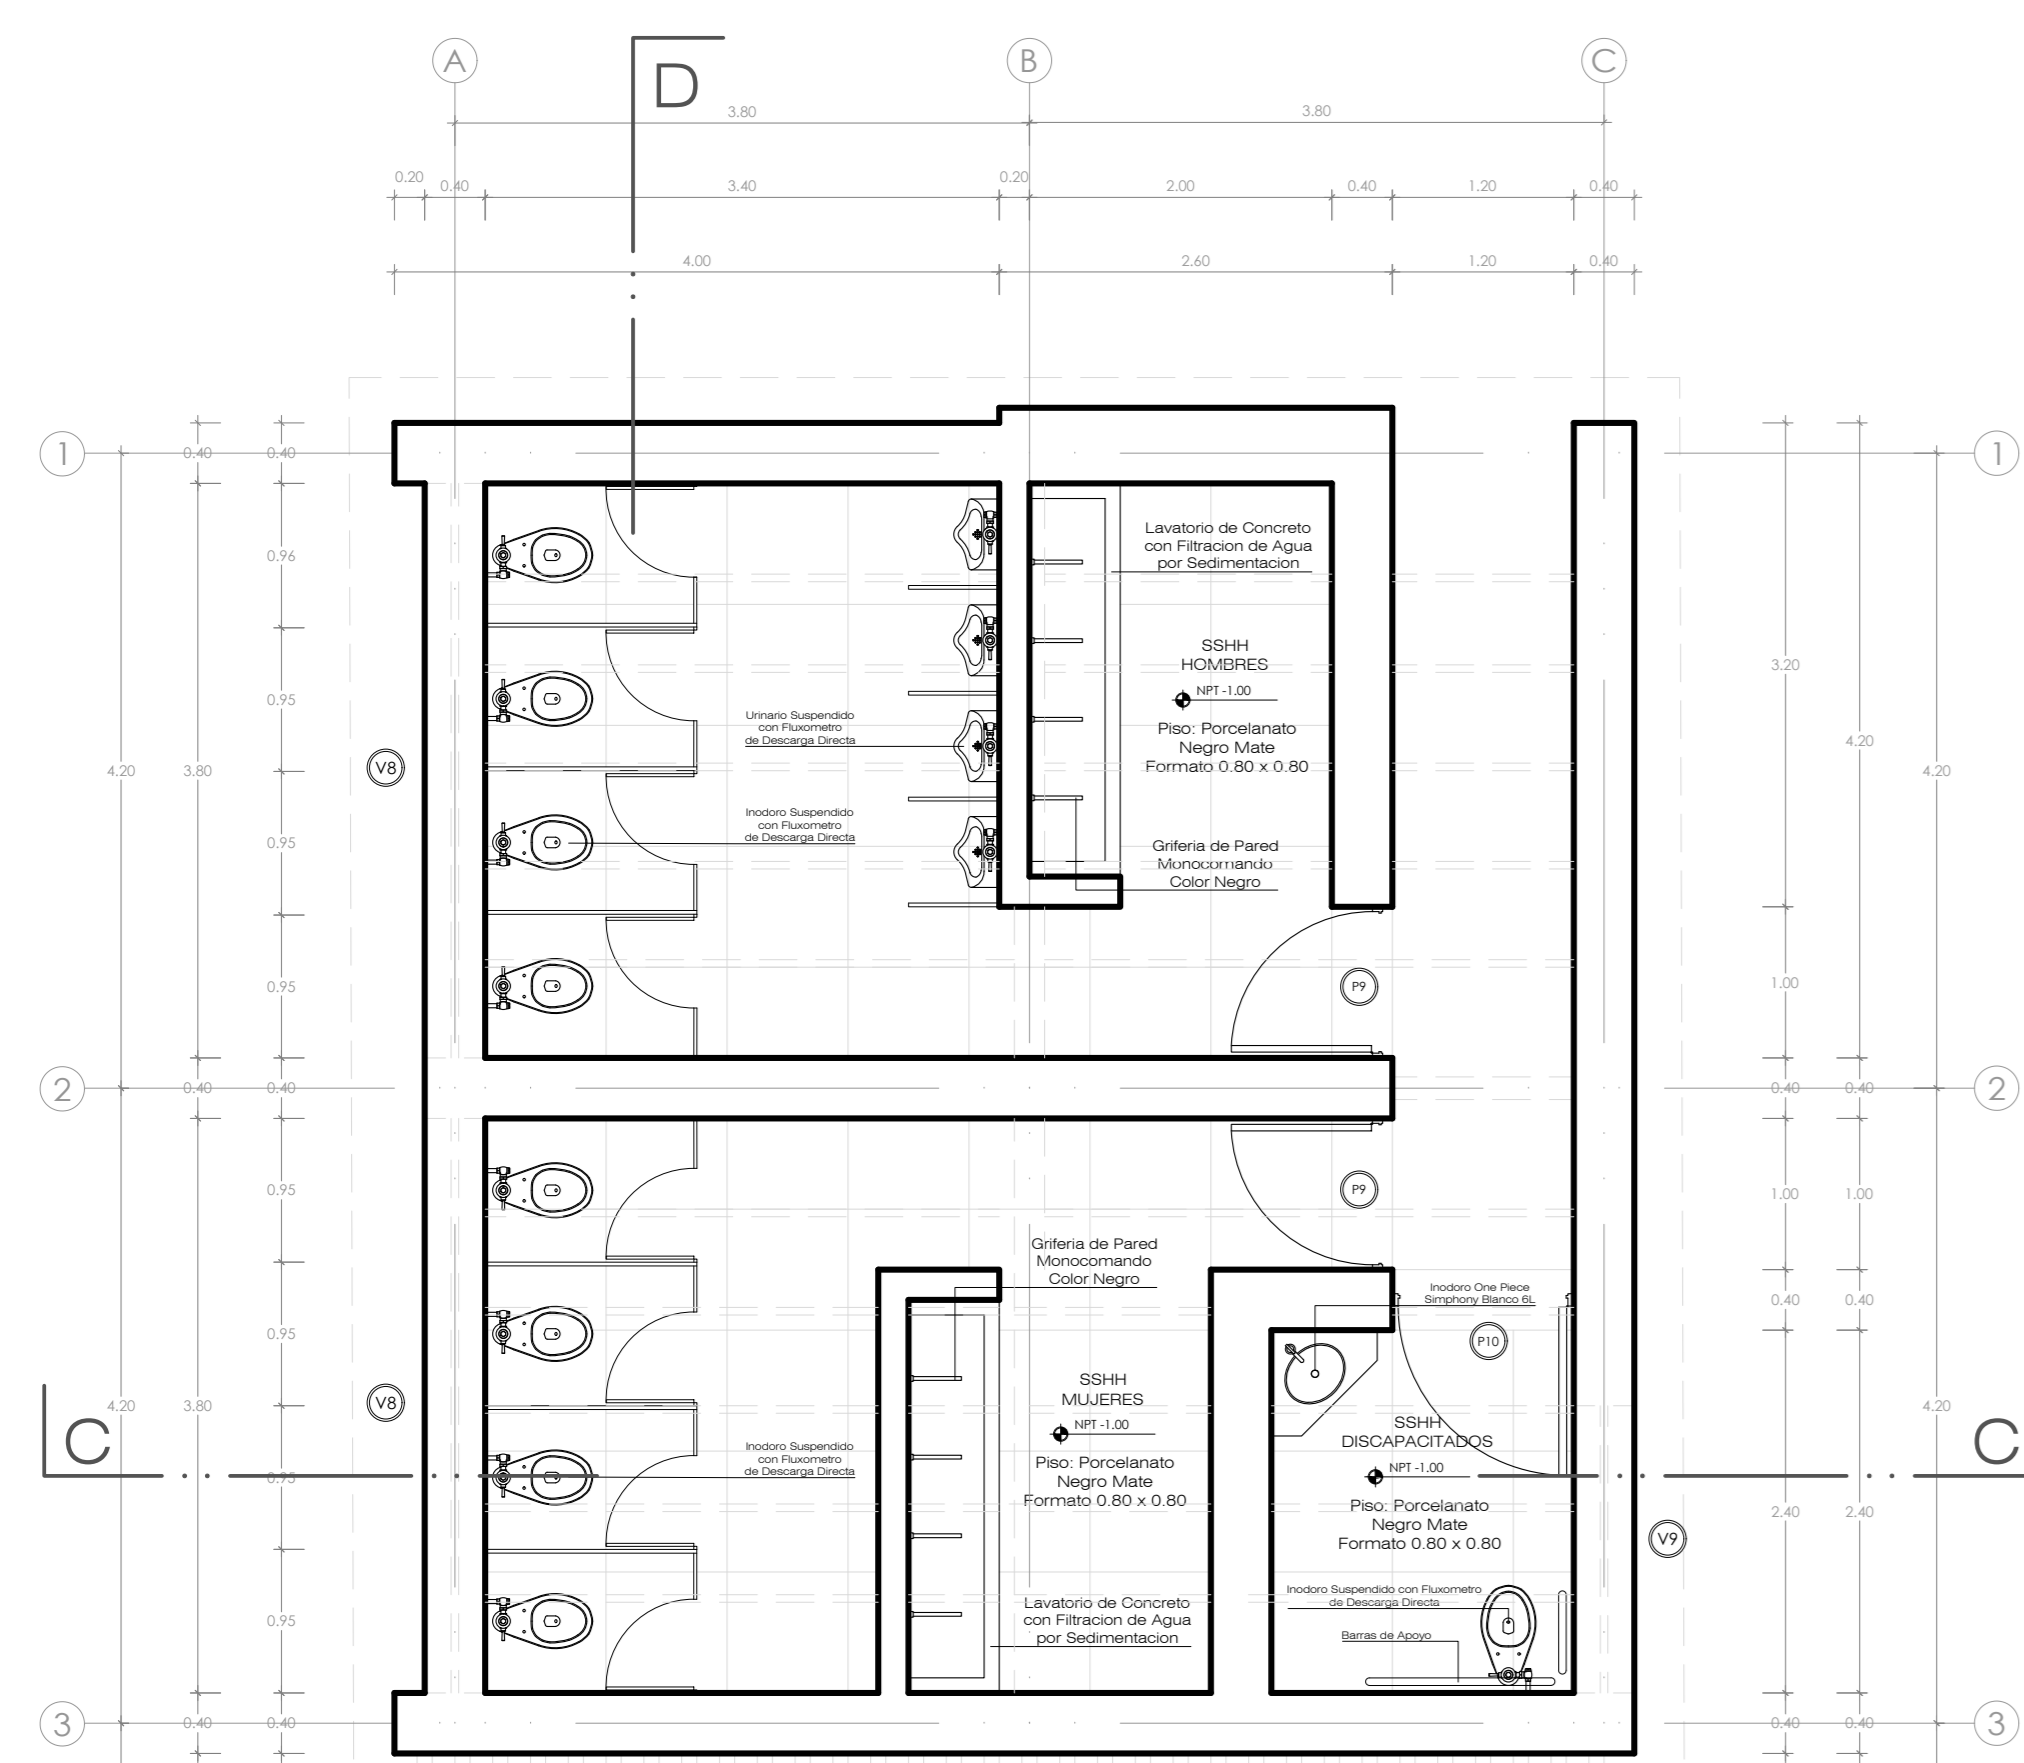 A
B
C
D
3.80
3.80
0.20
0.40
3.40
0.20
2.00
0.40
1.20
0.40
4.00
2.60
1.20
0.40
1
1
0.40
0.40
0.96
Lavatorio de Concreto
con Filtracion de Agua
por Sedimentacion
SSHH
HOMBRES
NPT -1.00
Piso: Porcelanato
Negro Mate
Formato 0.80 x 0.80
3.20
0.95
Urinario Suspendido
con Fluxometro
de Descarga Directa
4.20
3.80
V8
4.20
4.20
Inodoro Suspendido
con Fluxometro
de Descarga Directa
0.95
Griferia de Pared
Monocomando
Color Negro
0.95
P9
1.00
2
0.40
0.40
0.40
0.40
2
0.95
P9
1.00
1.00
Griferia de Pared
Monocomando
Color Negro
Inodoro One Piece
Simphony Blanco 6L
0.40
0.40
0.95
P10
SSHH
MUJERES
NPT -1.00
Piso: Porcelanato
Negro Mate
Formato 0.80 x 0.80
4.20
3.80
V8
4.20
C
C
SSHH
DISCAPACITADOS
NPT -1.00
Piso: Porcelanato
Negro Mate
Formato 0.80 x 0.80
Inodoro Suspendido
con Fluxometro
de Descarga Directa
0.95
2.40
2.40
V9
Inodoro Suspendido con Fluxometro
de Descarga Directa
Barras de Apoyo
Lavatorio de Concreto
con Filtracion de Agua
por Sedimentacion
0.95
3
0.40
0.40
0.40
0.40
3